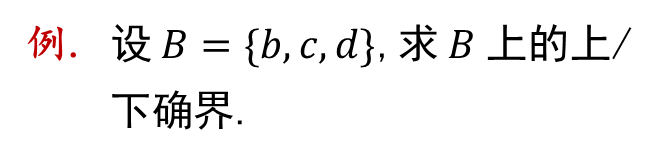 例. 设 B = {b, c, d}, 求 B 上的上/
下确界.